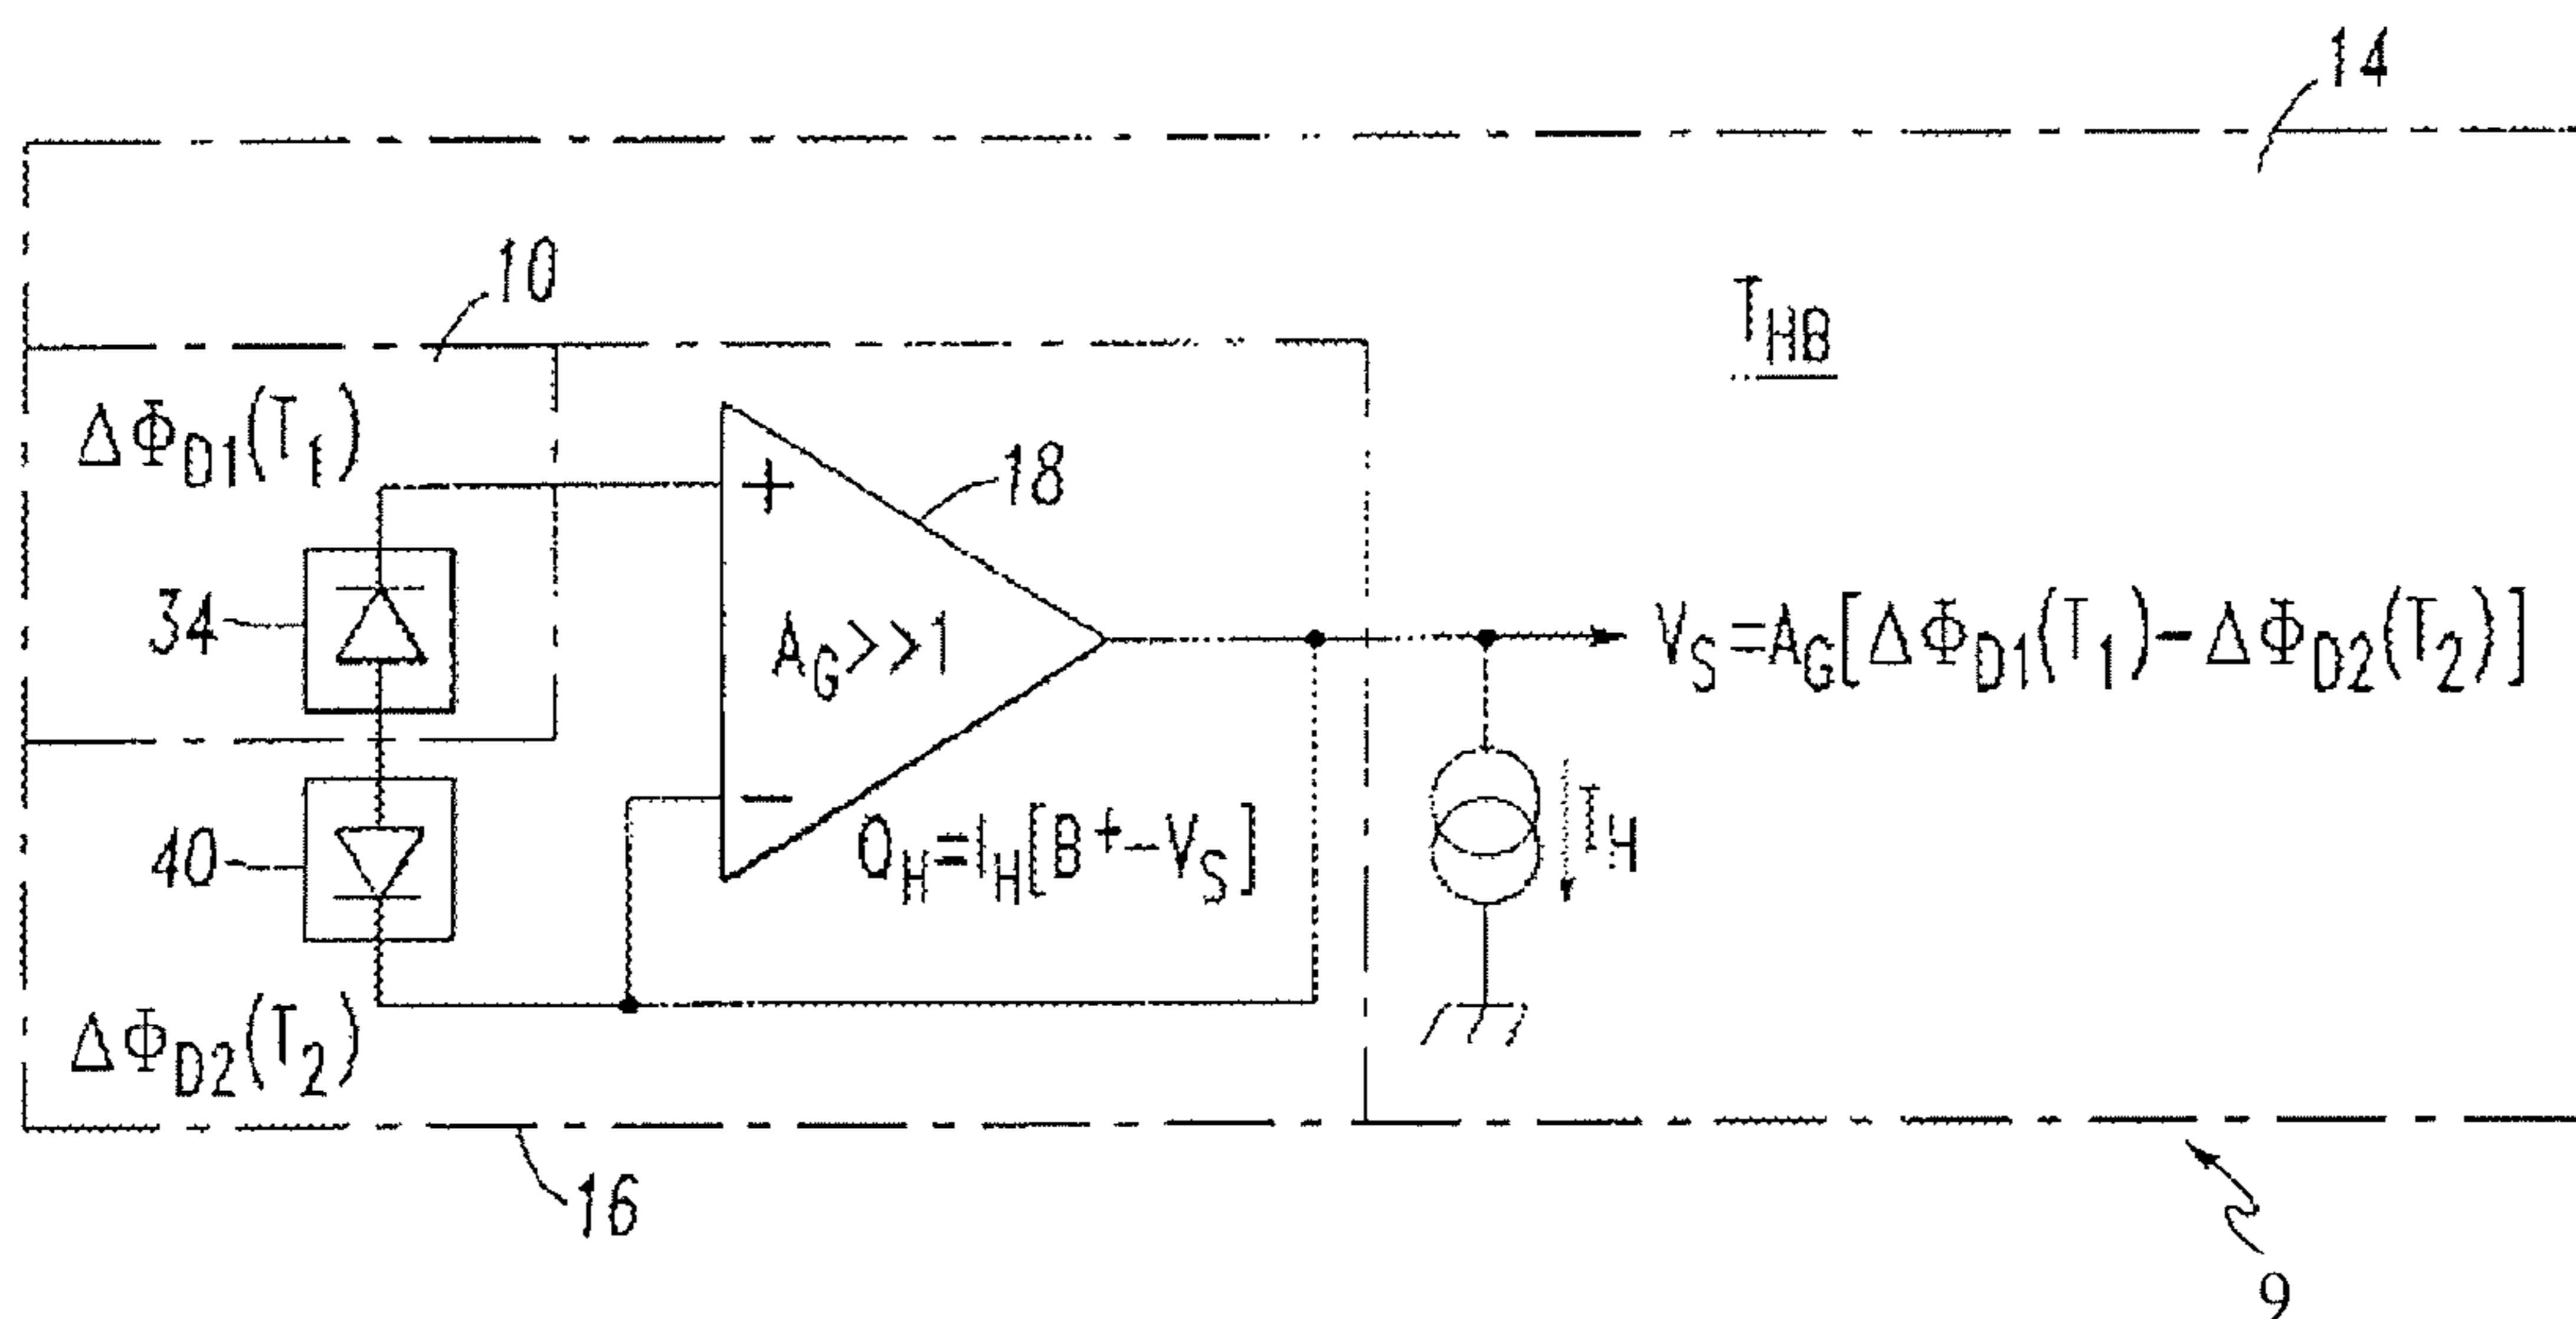 14
10
T_HB
ΔΦ_D1(T_1)
+
18
34
A_G>>1
V_S=A_G[ΔΦ_D1(T_1)-ΔΦ_D2(T_2)]
40
-
Q_H=I_H[B^+-V_S]
I_H
ΔΦ_D2(T_2)
16
9